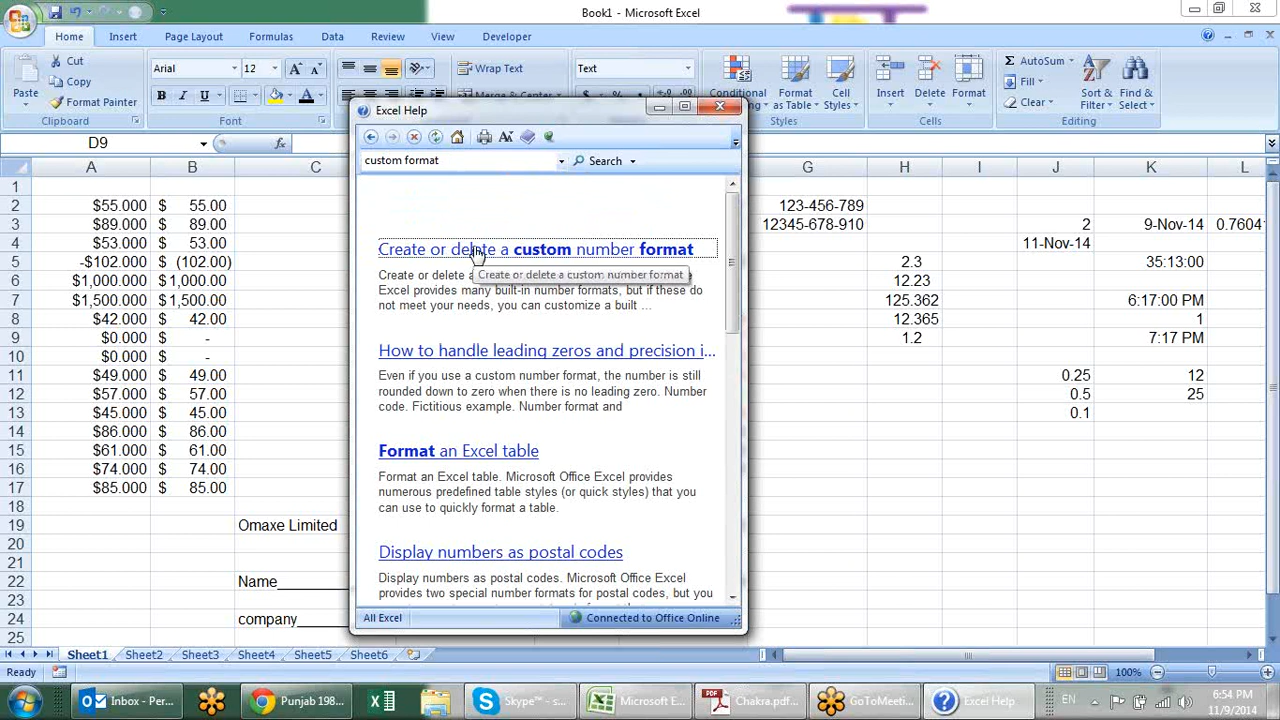 Book1 - Microsoft Excel
Home Insert Page Layout Formulas Data Review View Developer
Cut
Copy
Format Painter
Paste
Clipboard
Arial 12
B I U
Font
Wrap Text
Text
Conditional Format Cell
as Table Styles
Styles
Insert Delete Format
Cells
AutoSum
Fill
Clear
Sort & Find &
Filter Select
Editing
D9
Excel Help
custom format Search
Create or delete a custom number format
Create or delete a
Create or delete a custom number format
Excel provides many built-in number formats, but if these do
not meet your needs, you can customize a built ...
How to handle leading zeros and precision i...
Even if you use a custom number format, the number is still
rounded down to zero when there is no leading zero. Number
code. Fictitious example. Number format and
Format an Excel table
Format an Excel table. Microsoft Office Excel provides
numerous predefined table styles (or quick styles) that you
can use to quickly format a table.
Display numbers as postal codes
Display numbers as postal codes. Microsoft Office Excel
provides two special number formats for postal codes, but you
All Excel Connected to Office Online
A B C G H I J K L
1
2 $55.000 $ 55.00 123-456-789
3 $89.000 $ 89.00 12345-678-910 2 9-Nov-14 0.7604
4 $53.000 $ 53.00 11-Nov-14
5 -$102.000 $ (102.00) 2.3 35:13:00
6 $1,000.000 $ 1,000.00 12.23
7 $1,500.000 $ 1,500.00 125.362 6:17:00 PM
8 $42.000 $ 42.00 12.365 1
9 $0.000 $ - 1.2 7:17 PM
10 $0.000 $ -
11 $49.000 $ 49.00 0.25 12
12 $57.000 $ 57.00 0.5 25
13 $45.000 $ 45.00 0.1
14 $86.000 $ 86.00
15 $61.000 $ 61.00
16 $74.000 $ 74.00
17 $85.000 $ 85.00
18
19 Omaxe Limited
20
21
22 Name
23
24 company
25
Sheet1 Sheet2 Sheet3 Sheet4 Sheet5 Sheet6
Ready 100%
Inbox - Per... Punjab 198... Skype™ - s... Microsoft E... Chakra.pdf... GoToMeeti... Excel Help EN 6:54 PM
11/9/2014